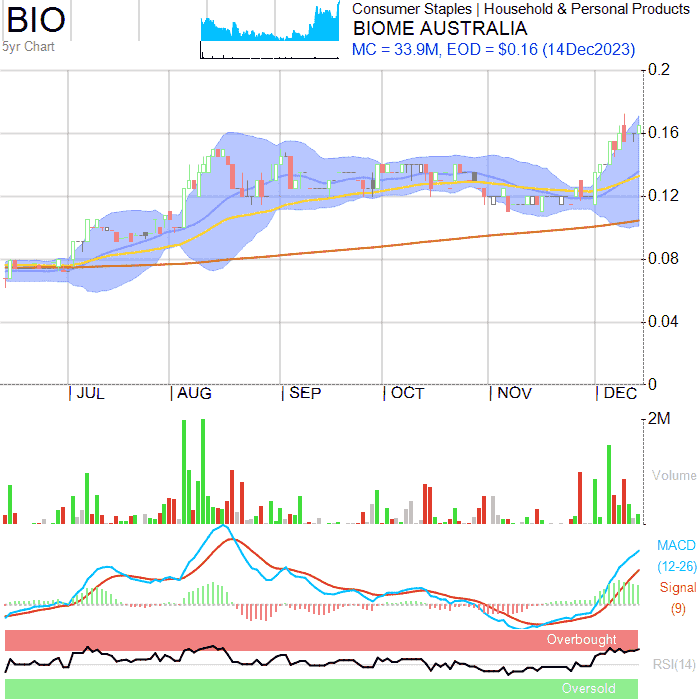 BIO
5yr Chart
Consumer Staples | Household & Personal Products
BIOME AUSTRALIA
MC = 33.9M, EOD = $0.16 (14Dec2023)
0.2
0.16
0.12
0.08
0.04
0
| JUL | AUG | SEP | OCT | NOV | DEC
2M
Volume
MACD
(12-26)
Signal
(9)
Overbought
RSI(14)
Oversold